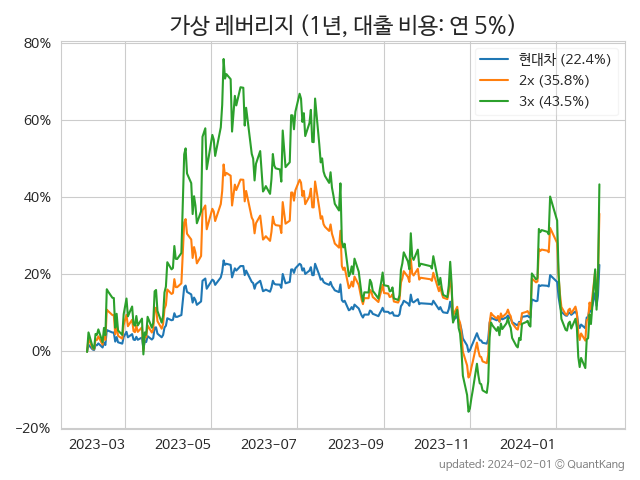 가상 레버리지 (1년, 대출 비용: 연 5%)
80%
60%
40%
20%
0%
−20%
현대차 (22.4%)
2x (35.8%)
3x (43.5%)
2023-03
2023-05
2023-07
2023-09
2023-11
2024-01
updated: 2024-02-01 © QuantKang